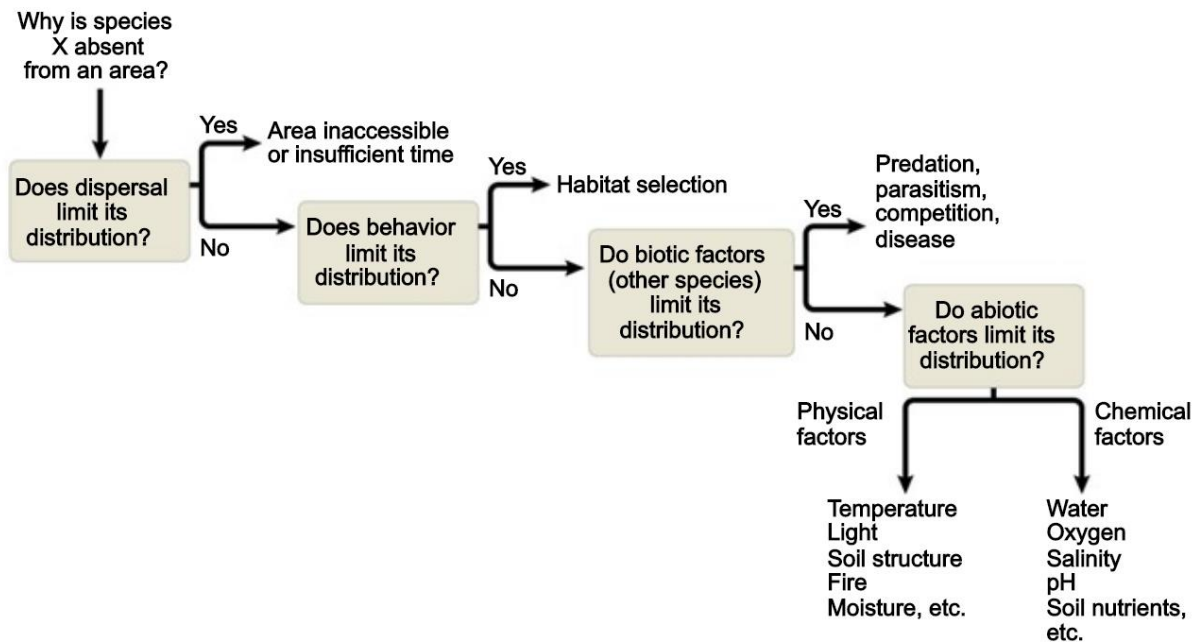 Why is species
X absent
from an area?
Does dispersal
limit its
distribution?
Yes
Area inaccessible
or insufficient time
No
Does behavior
limit its
distribution?
Yes
Habitat selection
No
Do biotic factors
(other species)
limit its
distribution?
Yes
Predation,
parasitism,
competition,
disease
No
Do abiotic
factors limit its
distribution?
Physical
factors
Temperature
Light
Soil structure
Fire
Moisture, etc.
Chemical
factors
Water
Oxygen
Salinity
pH
Soil nutrients,
etc.